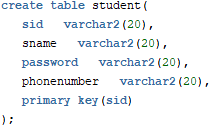 create table student(
sid varchar2(20),
sname varchar2(20),
password varchar2(20),
phonenumber varchar2(20),
primary key(sid)
);